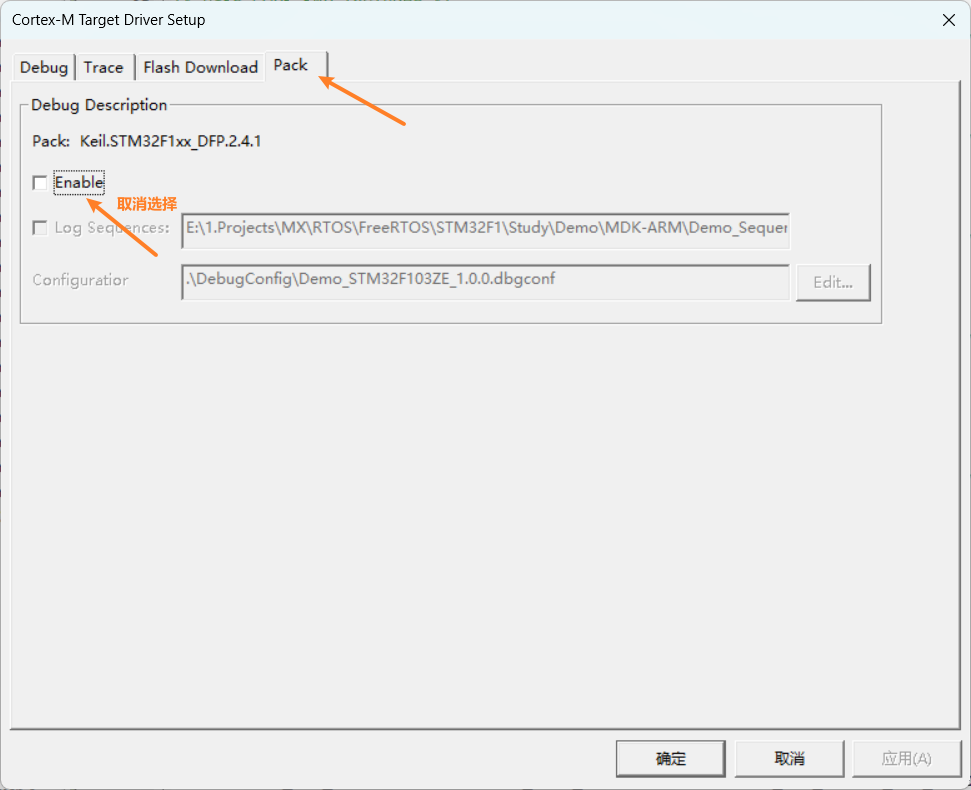 Cortex-M Target Driver Setup
Debug Trace Flash Download Pack
Debug Description
Pack: Keil.STM32F1xx_DFP.2.4.1
Enable
取消选择
Log Sequences: E:\1.Projects\MX\RTOS\FreeRTOS\STM32F1\Study\Demo\MDK-ARM\Demo_Sequer
Configuratior .\DebugConfig\Demo_STM32F103ZE_1.0.0.dbgconf Edit...
确定 取消 应用(A)